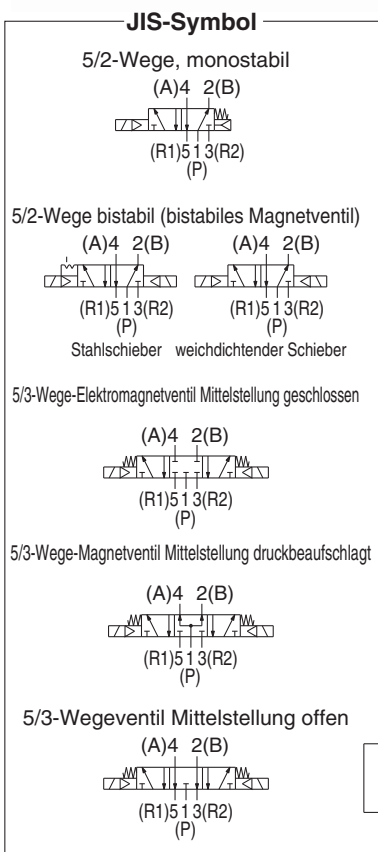 JIS-Symbol
5/2-Wege, monostabil
(A)4 2(B)
(R1)5 1 3(R2)
(P)
5/2-Wege bistabil (bistabiles Magnetventil)
(A)4 2(B) (A)4 2(B)
(R1)5 1 3(R2) (R1)5 1 3(R2)
(P) (P)
Stahlschieber weichdichtender Schieber
5/3-Wege-Elektromagnetventil Mittelstellung geschlossen
(A)4 2(B)
(R1)5 1 3(R2)
(P)
5/3-Wege-Magnetventil Mittelstellung druckbeaufschlagt
(A)4 2(B)
(R1)5 1 3(R2)
(P)
5/3-Wegeventil Mittelstellung offen
(A)4 2(B)
(R1)5 1 3(R2)
(P)